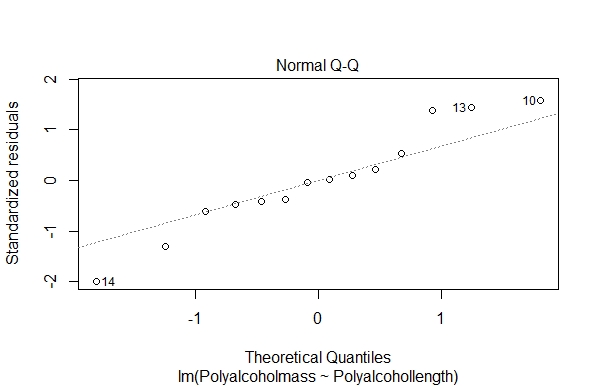 Normal Q-Q
Standardized residuals
2
1
0
-1
-2
10
13
14
-1
0
1
Theoretical Quantiles
lm(Polyalcoholmass ~ Polyalcohollength)